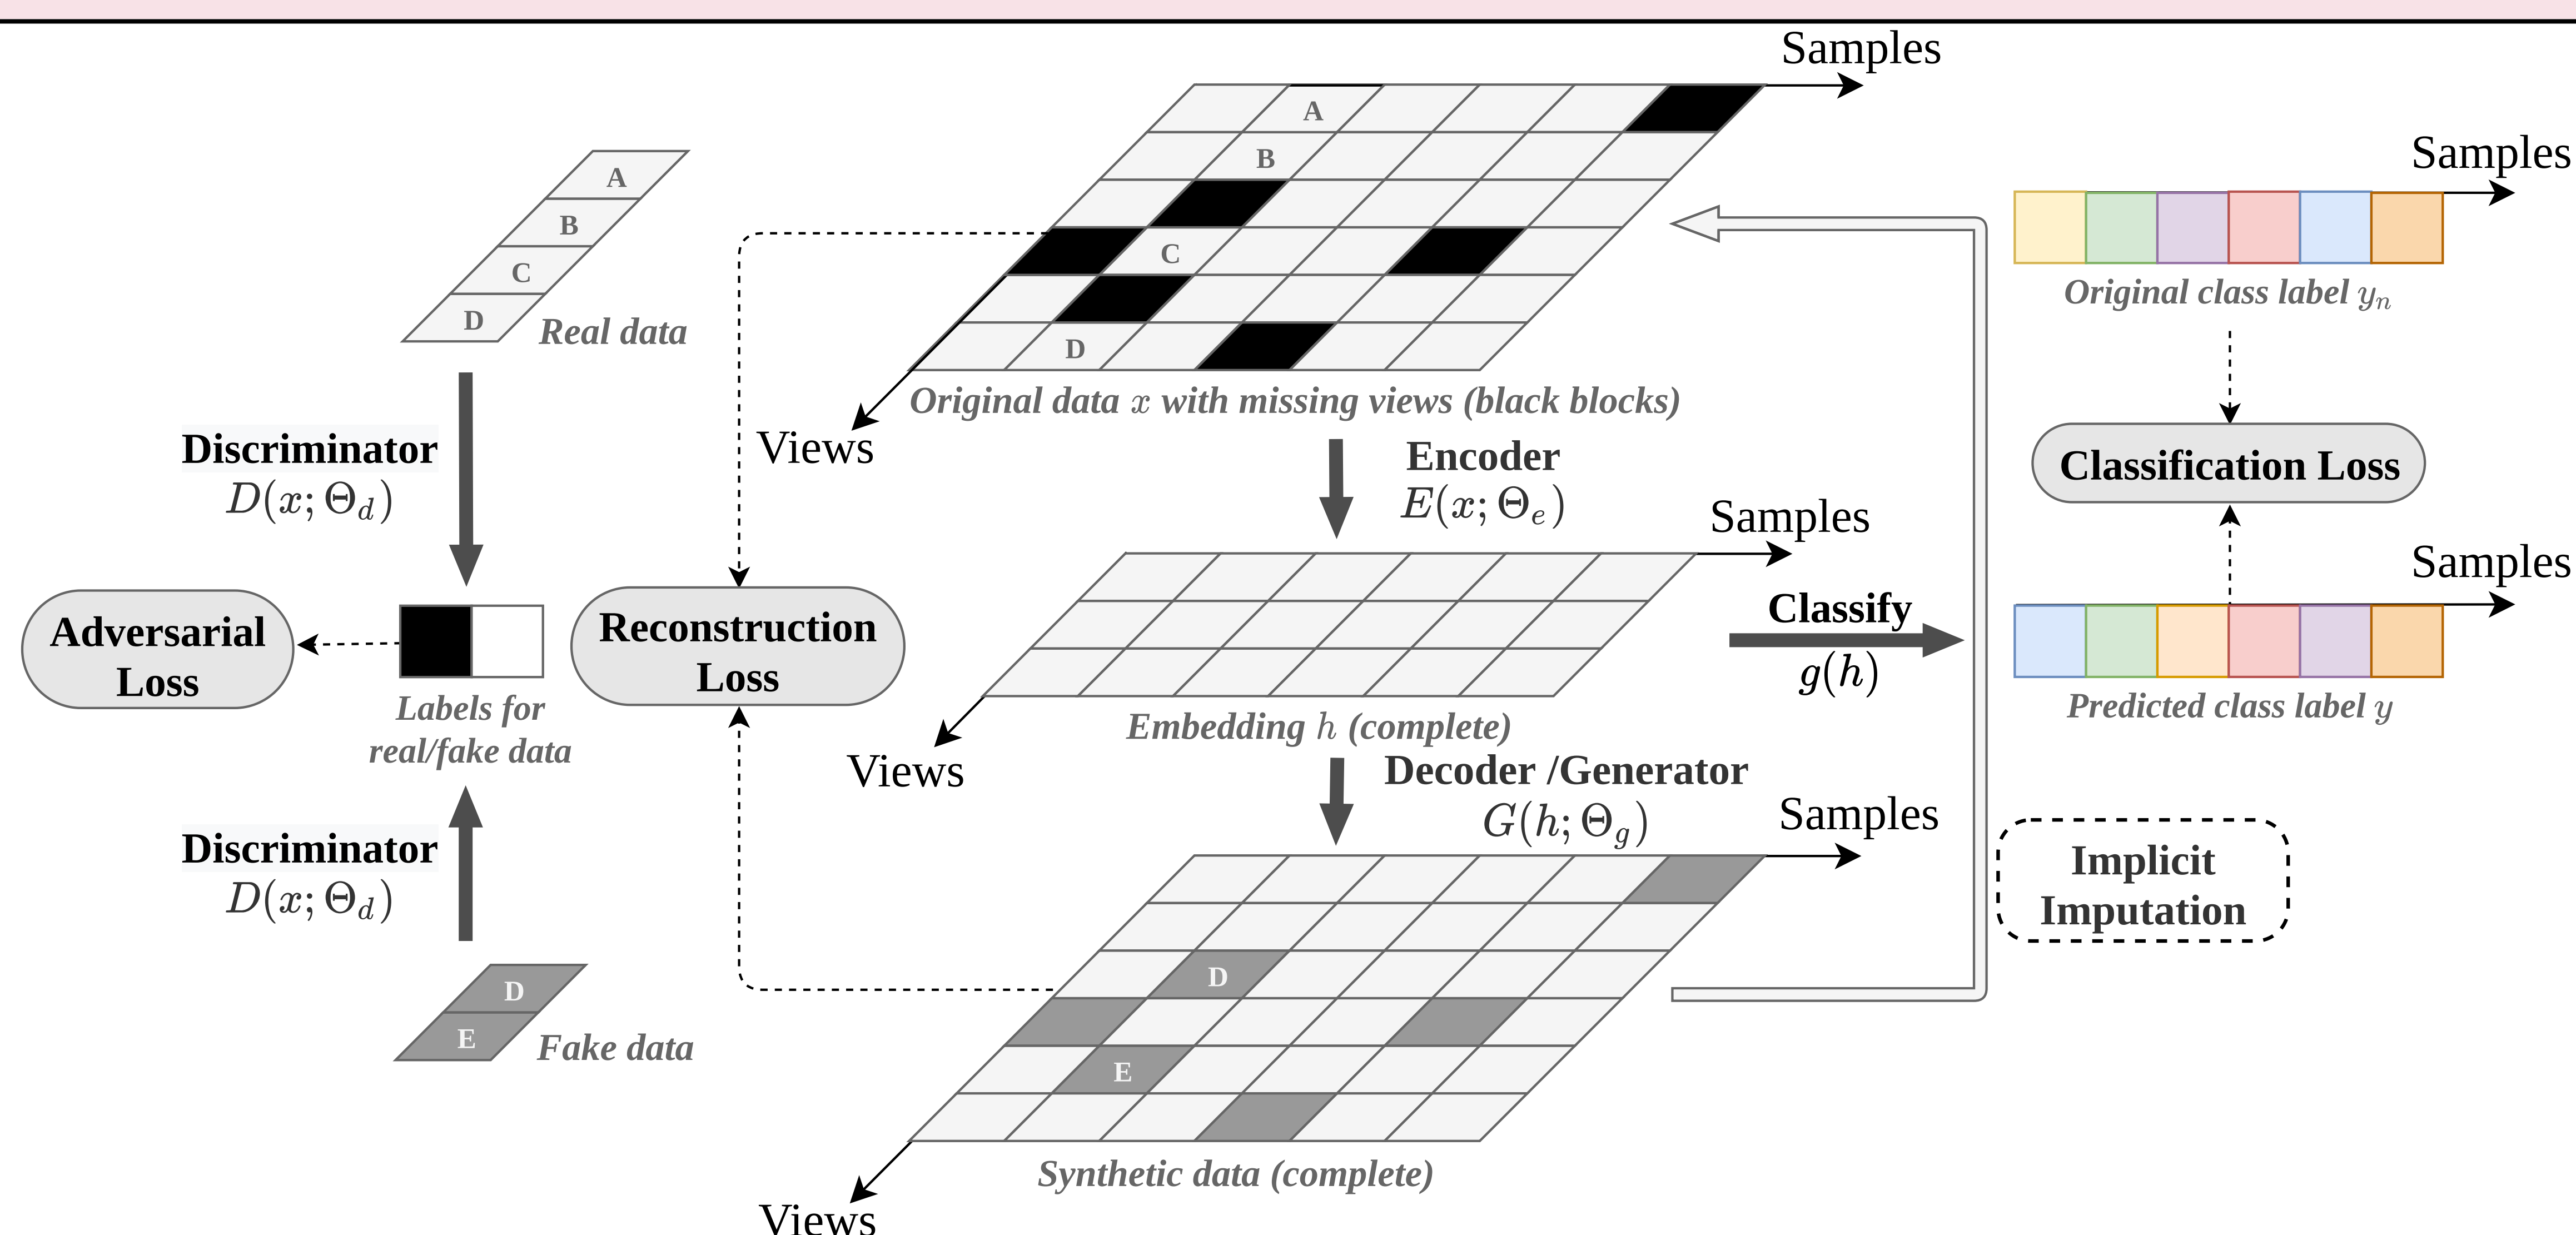 Samples
A
B
C
D
Original data x with missing views (black blocks)
Views
A
B
C
D
Real data
Discriminator
D(x; Θ_d)
Adversarial
Loss
Labels for
real/fake data
Discriminator
D(x; Θ_d)
D
E
Fake data
Reconstruction
Loss
Encoder
E(x; Θ_e)
Samples
Embedding h (complete)
Views
Classify
g(h)
Decoder /Generator
G(h; Θ_g)
Samples
D
E
Synthetic data (complete)
Views
Samples
Original class label y_n
Classification Loss
Samples
Predicted class label y
Implicit
Imputation